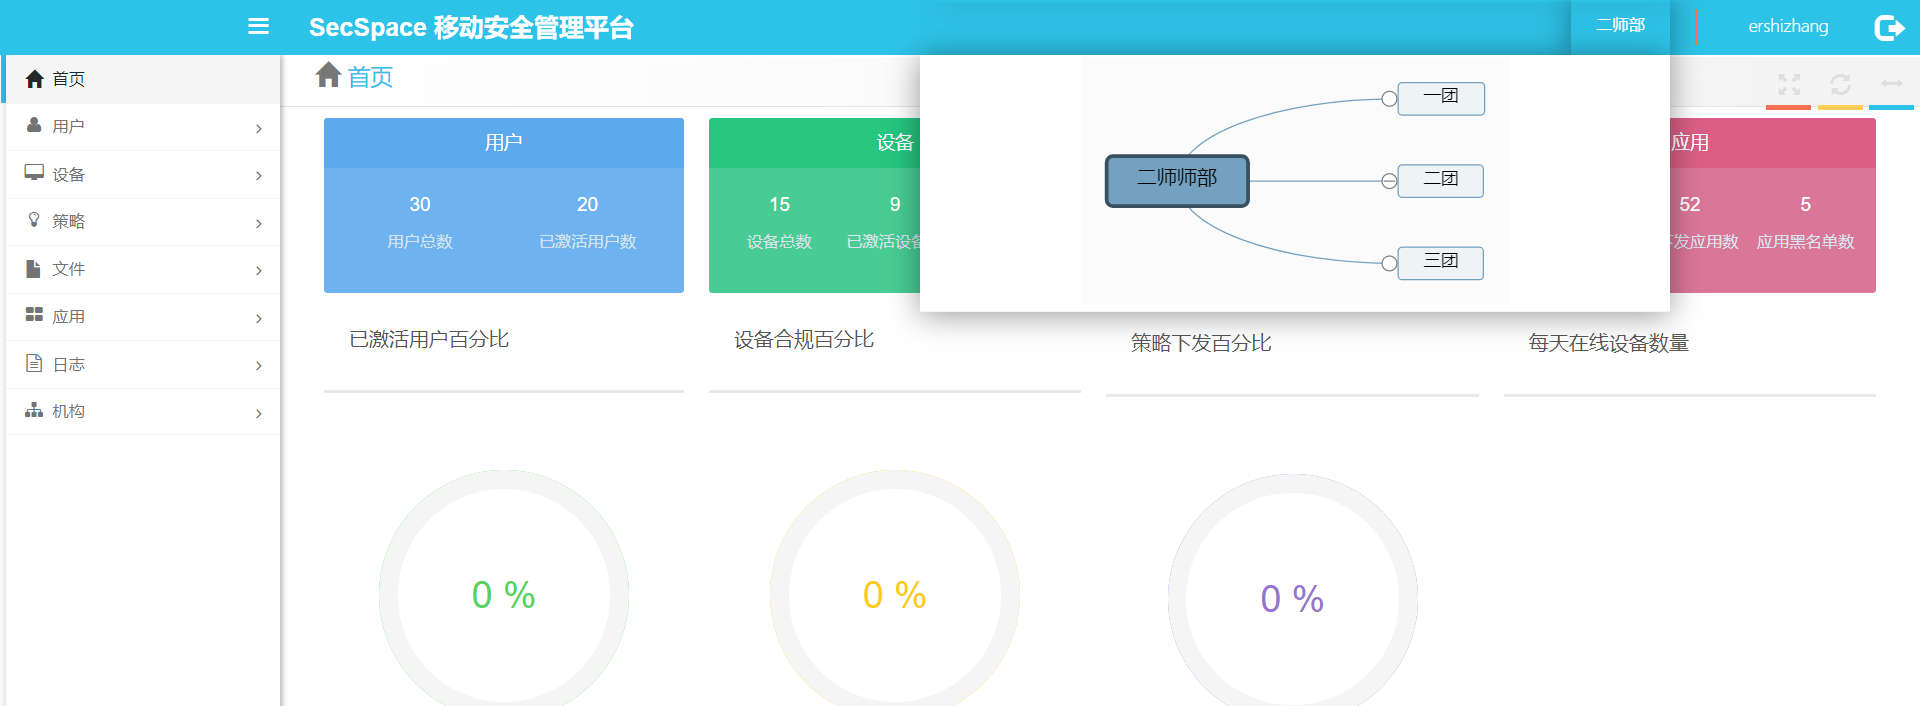 SecSpace 移动安全管理平台
二师部
ershizhang
首页
用户
设备
策略
文件
应用
日志
机构
首页
一团
二师师部
二团
三团
用户
30
20
用户总数
已激活用户数
设备
15
9
设备总数
已激活设备
应用
52
5
发应用数
应用黑名单数
已激活用户百分比
设备合规百分比
策略下发百分比
每天在线设备数量
0 %
0 %
0 %